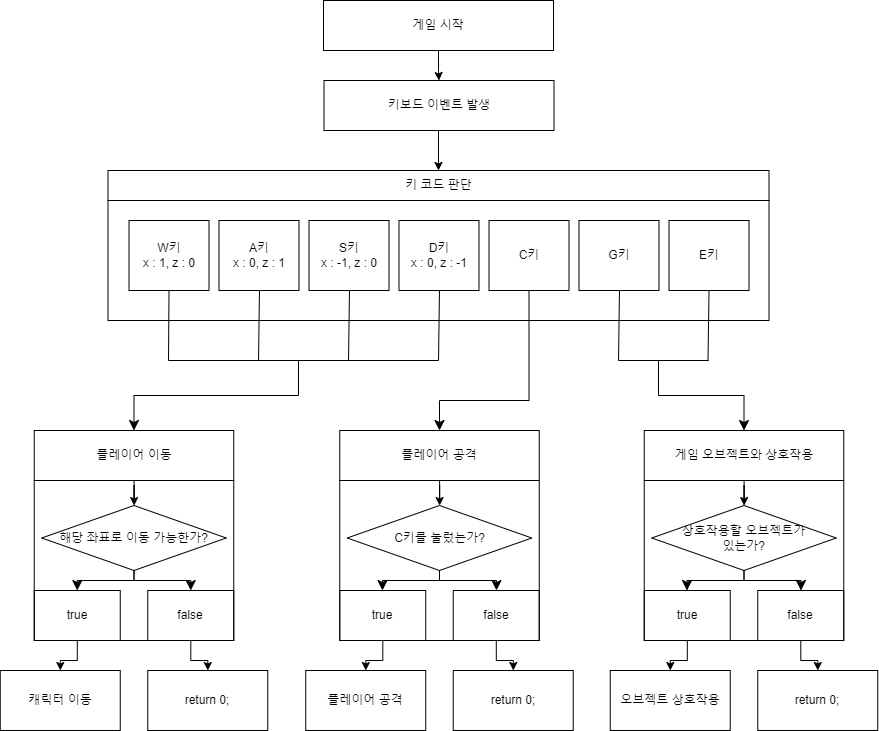 게임 시작
키보드 이벤트 발생
키 코드 판단
W키
x : 1, z : 0
A키
x : 0, z : 1
S키
x : -1, z : 0
D키
x : 0, z : -1
C키
G키
E키
플레이어 이동
플레이어 공격
게임 오브젝트와 상호작용
해당 좌표로 이동 가능한가?
C키를 눌렀는가?
상호작용할 오브젝트가
있는가?
true
false
true
false
true
false
캐릭터 이동
return 0;
플레이어 공격
return 0;
오브젝트 상호작용
return 0;